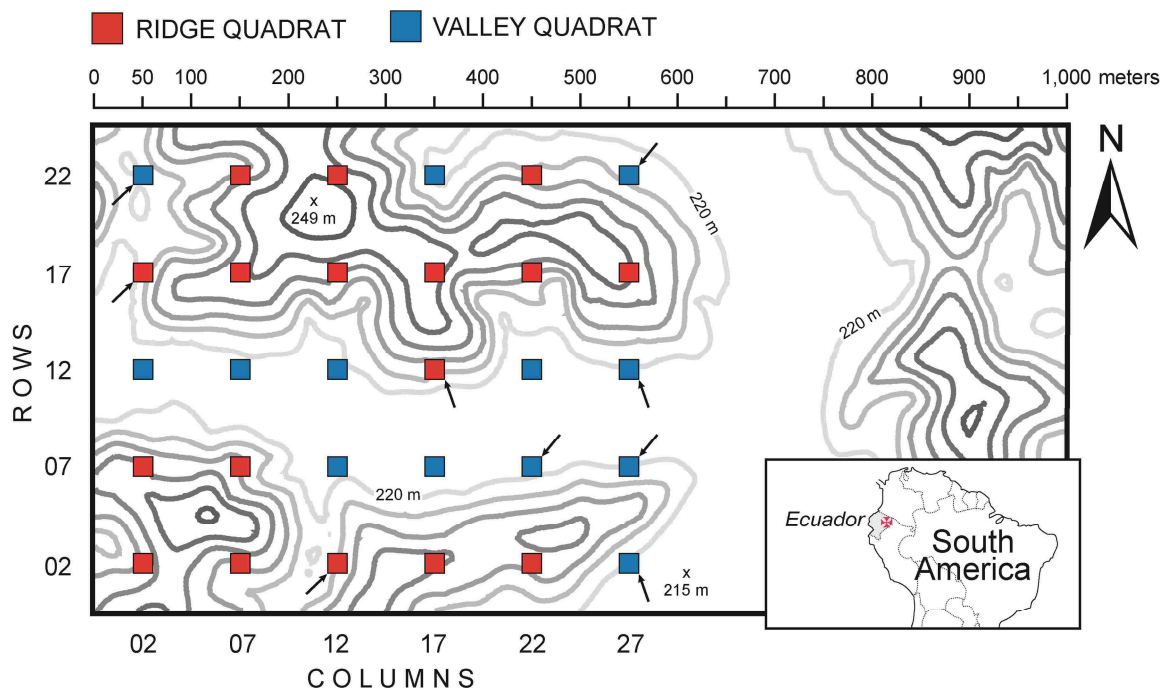 RIDGE QUADRAT VALLEY QUADRAT
0 50 100 200 300 400 500 600 700 800 900 1,000 meters
N
22
x
249 m
220 m
17
220 m
ROWS
12
07
220 m
Ecuador
South
America
02
x
215 m
02 07 12 17 22 27
COLUMNS